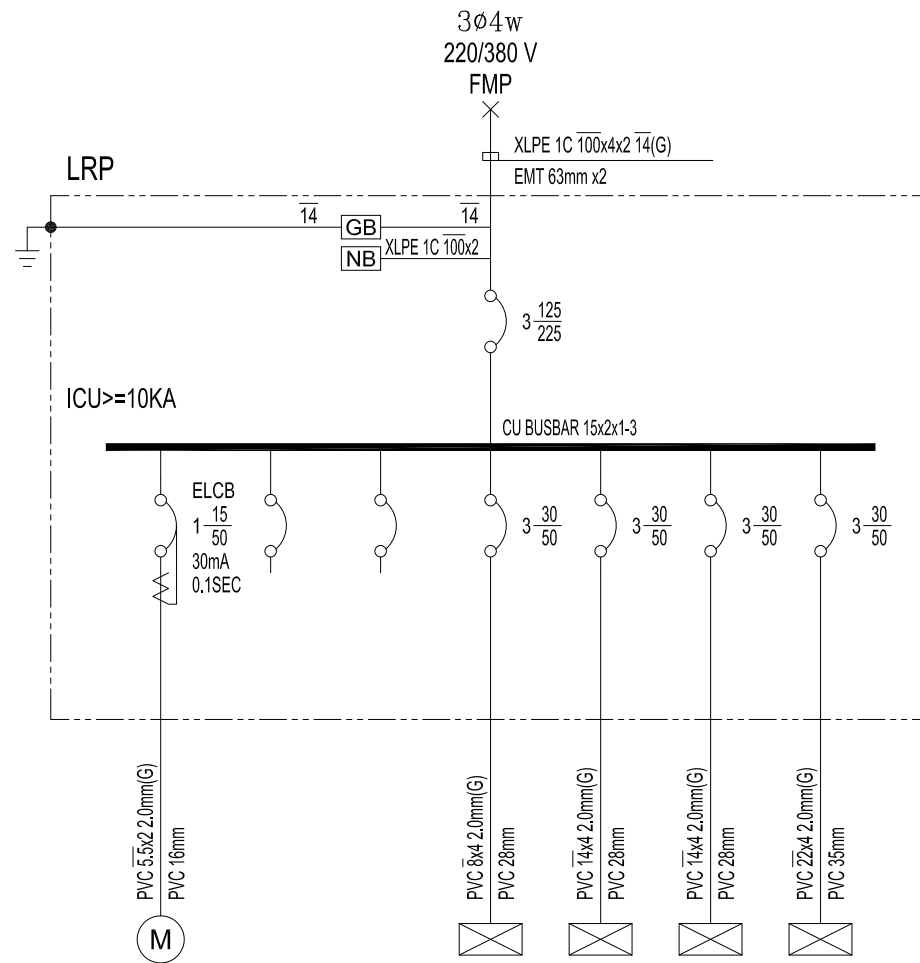 3ø4w
220/380 V
FMP
XLPE 1C 100x4x2 14(G)
EMT 63mm x2
LRP
14
GB
14
NB
XLPE 1C 100x2
3 125/225
ICU>=10KA
CU BUSBAR 15x2x1-3
ELCB
1 15/50
30mA
0.1SEC
3 30/50
3 30/50
3 30/50
3 30/50
PVC 5.5x2 2.0mm(G)
PVC 16mm
PVC 8x4 2.0mm(G)
PVC 28mm
PVC 14x4 2.0mm(G)
PVC 28mm
PVC 14x4 2.0mm(G)
PVC 28mm
PVC 22x4 2.0mm(G)
PVC 35mm
M